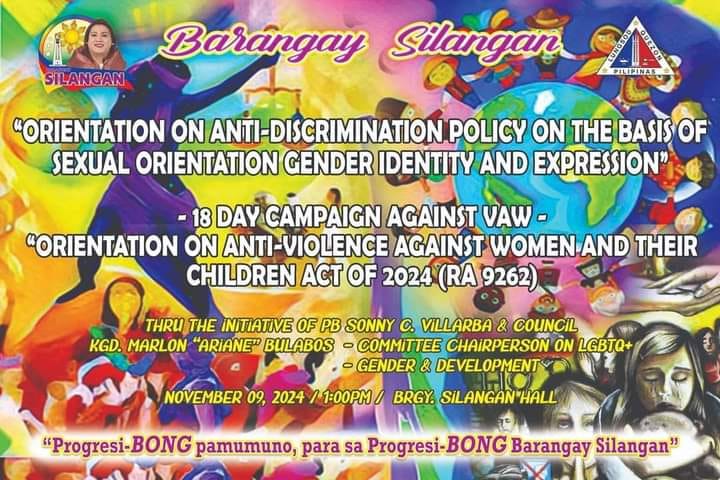 SILANGAN
Barangay Silangan
LUNGSOD QUEZON
PILIPINAS
"ORIENTATION ON ANTI-DISCRIMINATION POLICY ON THE BASIS OF
SEXUAL ORIENTATION GENDER IDENTITY AND EXPRESSION"
- 18 DAY CAMPAIGN AGAINST VAW -
"ORIENTATION ON ANTI-VIOLENCE AGAINST WOMEN AND THEIR
CHILDREN ACT OF 2024 (RA 9262)
THRU THE INITIATIVE OF PB SONNY C. VILLARBA & COUNCIL
KGD. MARLON "ARIANE" BULABOS - COMMITTEE CHAIRPERSON ON LGBTQ+
- GENDER & DEVELOPMENT
NOVEMBER 09, 2024 / 1:00PM / BRGY. SILANGAN HALL
"Progresi-BONG pamumuno, para sa Progresi-BONG Barangay Silangan"